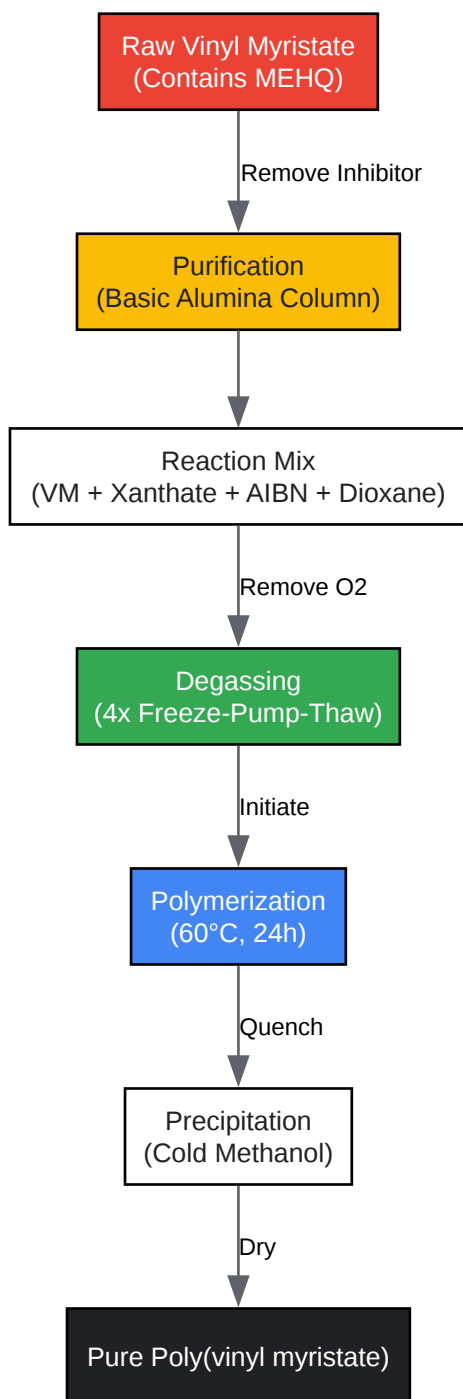 Raw Vinyl Myristate
(Contains MEHQ)
Remove Inhibitor
Purification
(Basic Alumina Column)
Reaction Mix
(VM + Xanthate + AIBN + Dioxane)
Remove O2
Degassing
(4x Freeze-Pump-Thaw)
Initiate
Polymerization
(60°C, 24h)
Quench
Precipitation
(Cold Methanol)
Dry
Pure Poly(vinyl myristate)